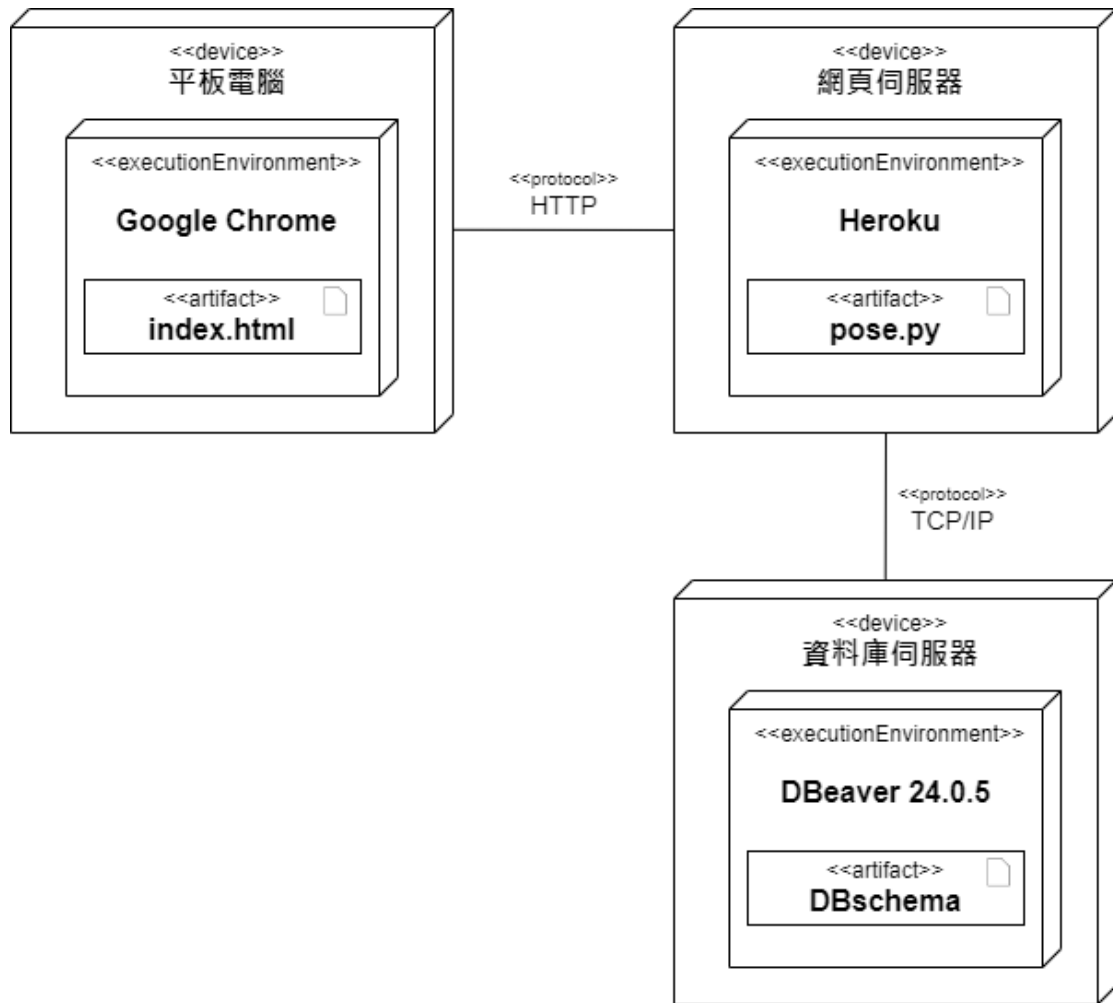 <<device>>
平板電腦
<<executionEnvironment>>
Google Chrome
<<artifact>>
index.html
<<protocol>>
HTTP
<<device>>
網頁伺服器
<<executionEnvironment>>
Heroku
<<artifact>>
pose.py
<<protocol>>
TCP/IP
<<device>>
資料庫伺服器
<<executionEnvironment>>
DBeaver 24.0.5
<<artifact>>
DBschema